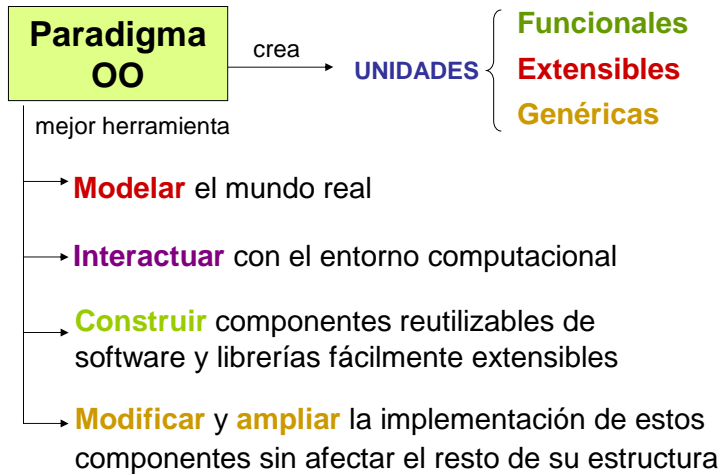 Paradigma
OO
crea
UNIDADES
Funcionales
Extensibles
Genéricas
mejor herramienta
Modelar el mundo real
Interactuar con el entorno computacional
Construir componentes reutilizables de
software y librerías fácilmente extensibles
Modificar y ampliar la implementación de estos
componentes sin afectar el resto de su estructura